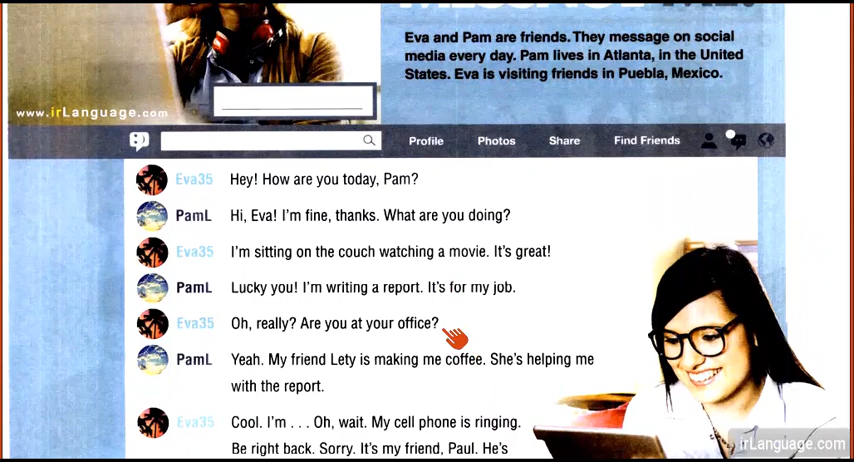 Eva and Pam are friends. They message on social
media every day. Pam lives in Atlanta, in the United
States. Eva is visiting friends in Puebla, Mexico.
www.irLanguage.com
Profile Photos Share Find Friends
Eva35 Hey! How are you today, Pam?
PamL Hi, Eva! I'm fine, thanks. What are you doing?
Eva35 I'm sitting on the couch watching a movie. It's great!
PamL Lucky you! I'm writing a report. It's for my job.
Eva35 Oh, really? Are you at your office?
PamL Yeah. My friend Lety is making me coffee. She's helping me
with the report.
Eva35 Cool. I'm . . . Oh, wait. My cell phone is ringing.
Be right back. Sorry. It's my friend, Paul. He's
irLanguage.com